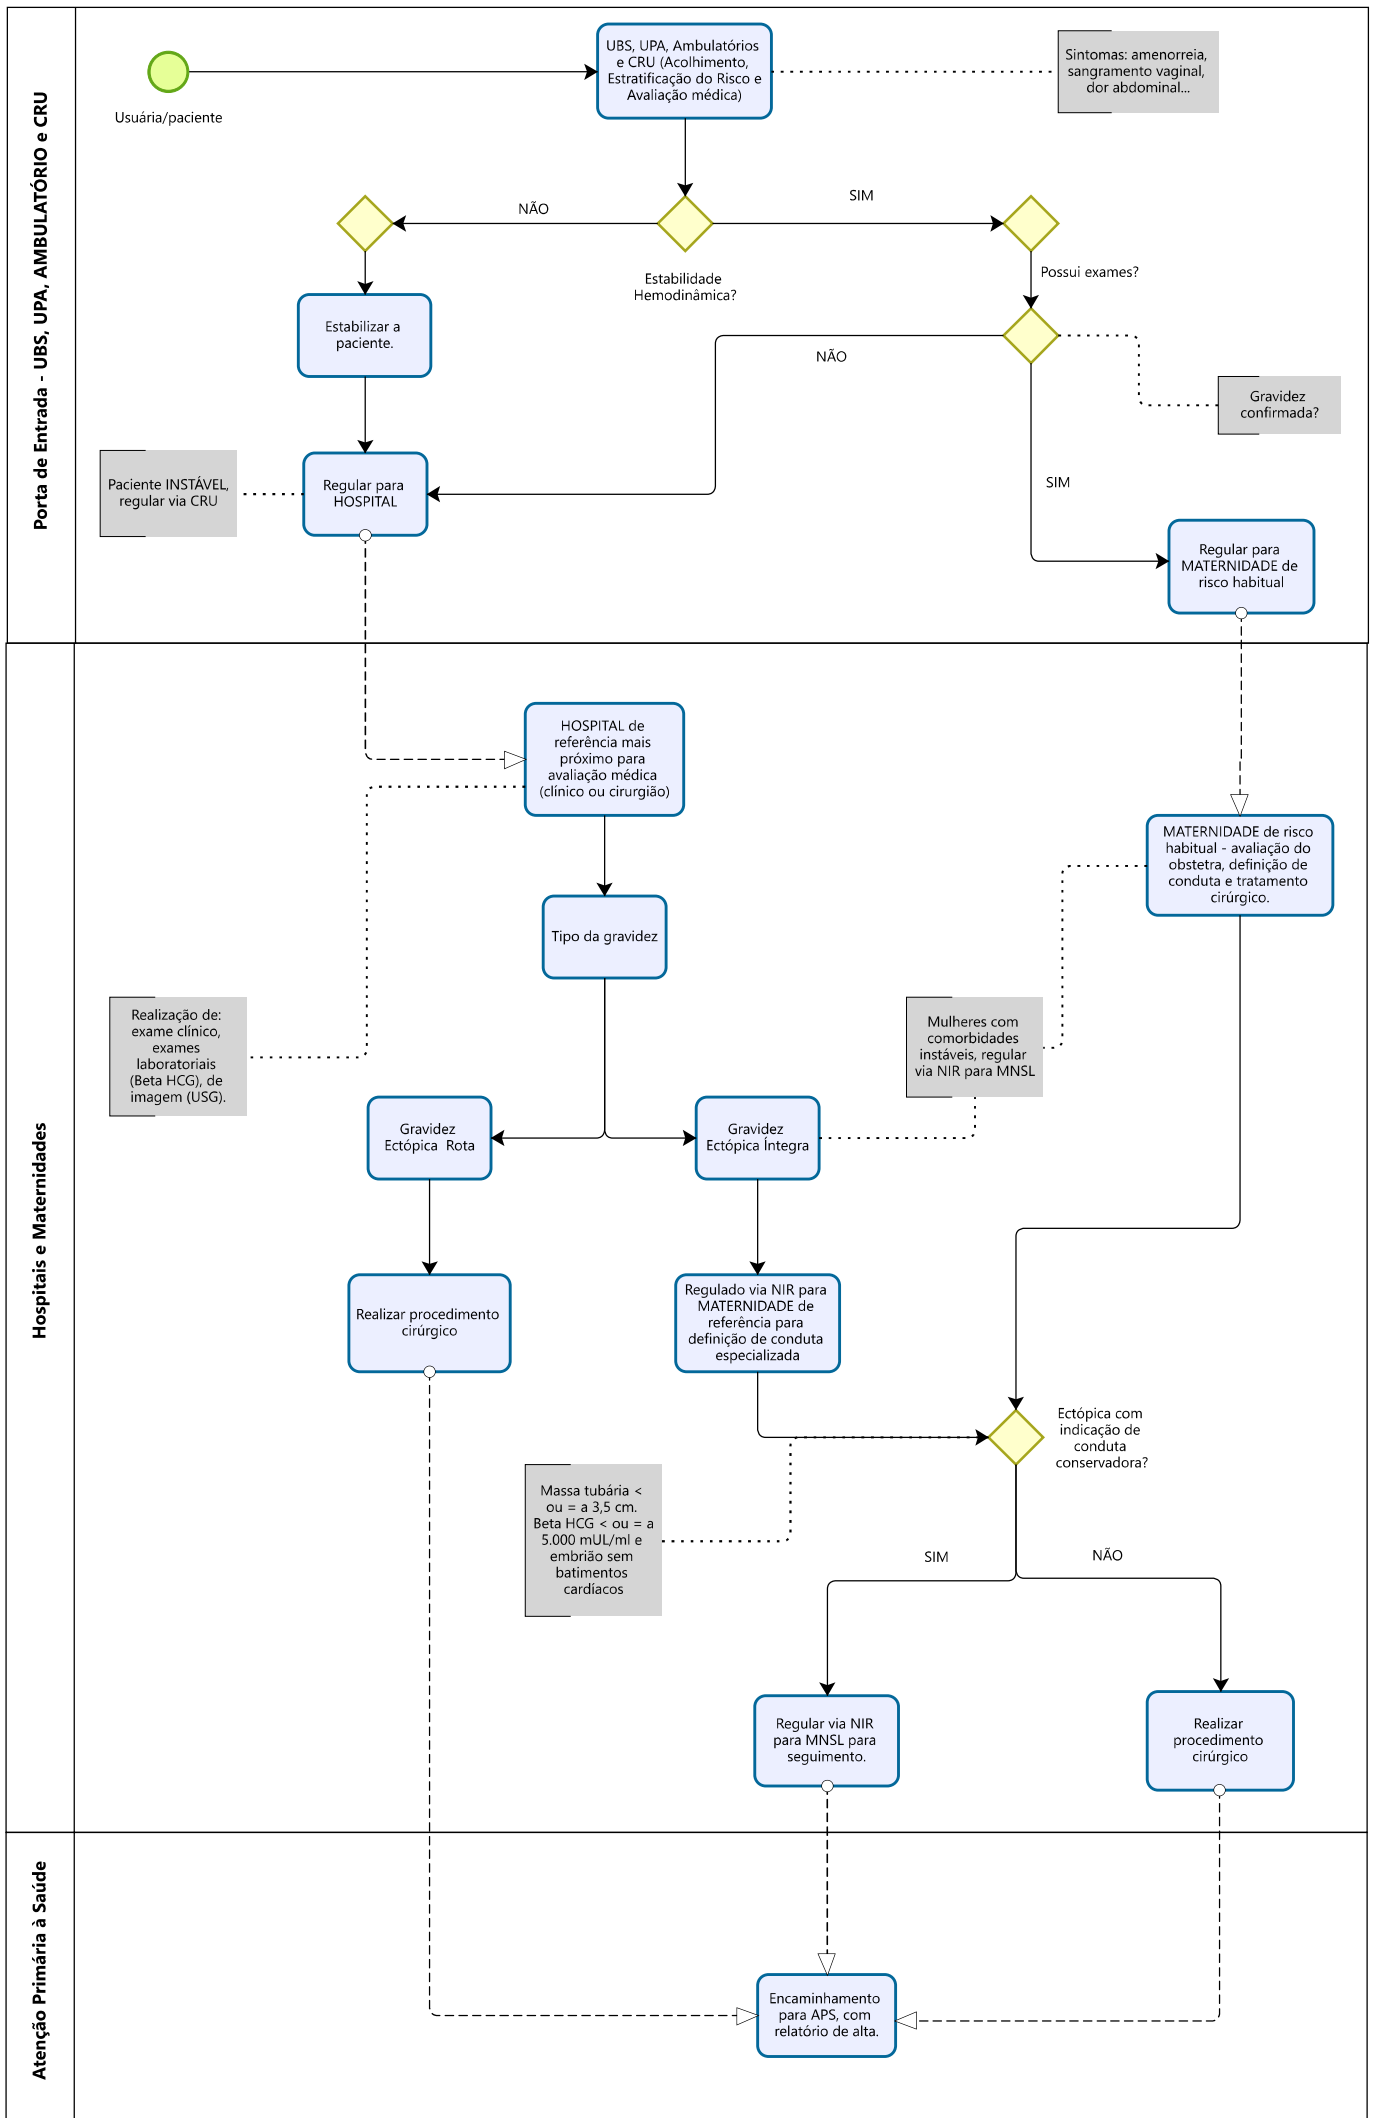 Porta de Entrada - UBS, UPA, AMBULATÓRIO e CRU
Usuária/paciente
UBS, UPA, Ambulatórios
e CRU (Acolhimento,
Estratificação do Risco e
Avaliação médica)
Sintomas: amenorreia,
sangramento vaginal,
dor abdominal...
NÃO
SIM
Estabilidade
Hemodinâmica?
Possui exames?
Estabilizar a
paciente.
NÃO
Gravidez
confirmada?
Paciente INSTÁVEL,
regular via CRU
Regular para
HOSPITAL
SIM
Regular para
MATERNIDADE de
risco habitual
Hospitais e Maternidades
HOSPITAL de
referência mais
próximo para
avaliação médica
(clínico ou cirurgião)
MATERNIDADE de risco
habitual - avaliação do
obstetra, definição de
conduta e tratamento
cirúrgico.
Tipo da gravidez
Realização de:
exame clínico,
exames
laboratoriais
(Beta HCG), de
imagem (USG).
Mulheres com
comorbidades
instáveis, regular
via NIR para MNSL
Gravidez
Ectópica Rota
Gravidez
Ectópica Íntegra
Realizar procedimento
cirúrgico
Regulado via NIR para
MATERNIDADE de
referência para
definição de conduta
especializada
Ectópica com
indicação de
conduta
conservadora?
Massa tubária <
ou = a 3,5 cm.
Beta HCG < ou = a
5.000 mUL/ml e
embrião sem
batimentos
cardíacos
SIM
NÃO
Regular via NIR
para MNSL para
seguimento.
Realizar
procedimento
cirúrgico
Atenção Primária à Saúde
Encaminhamento
para APS, com
relatório de alta.